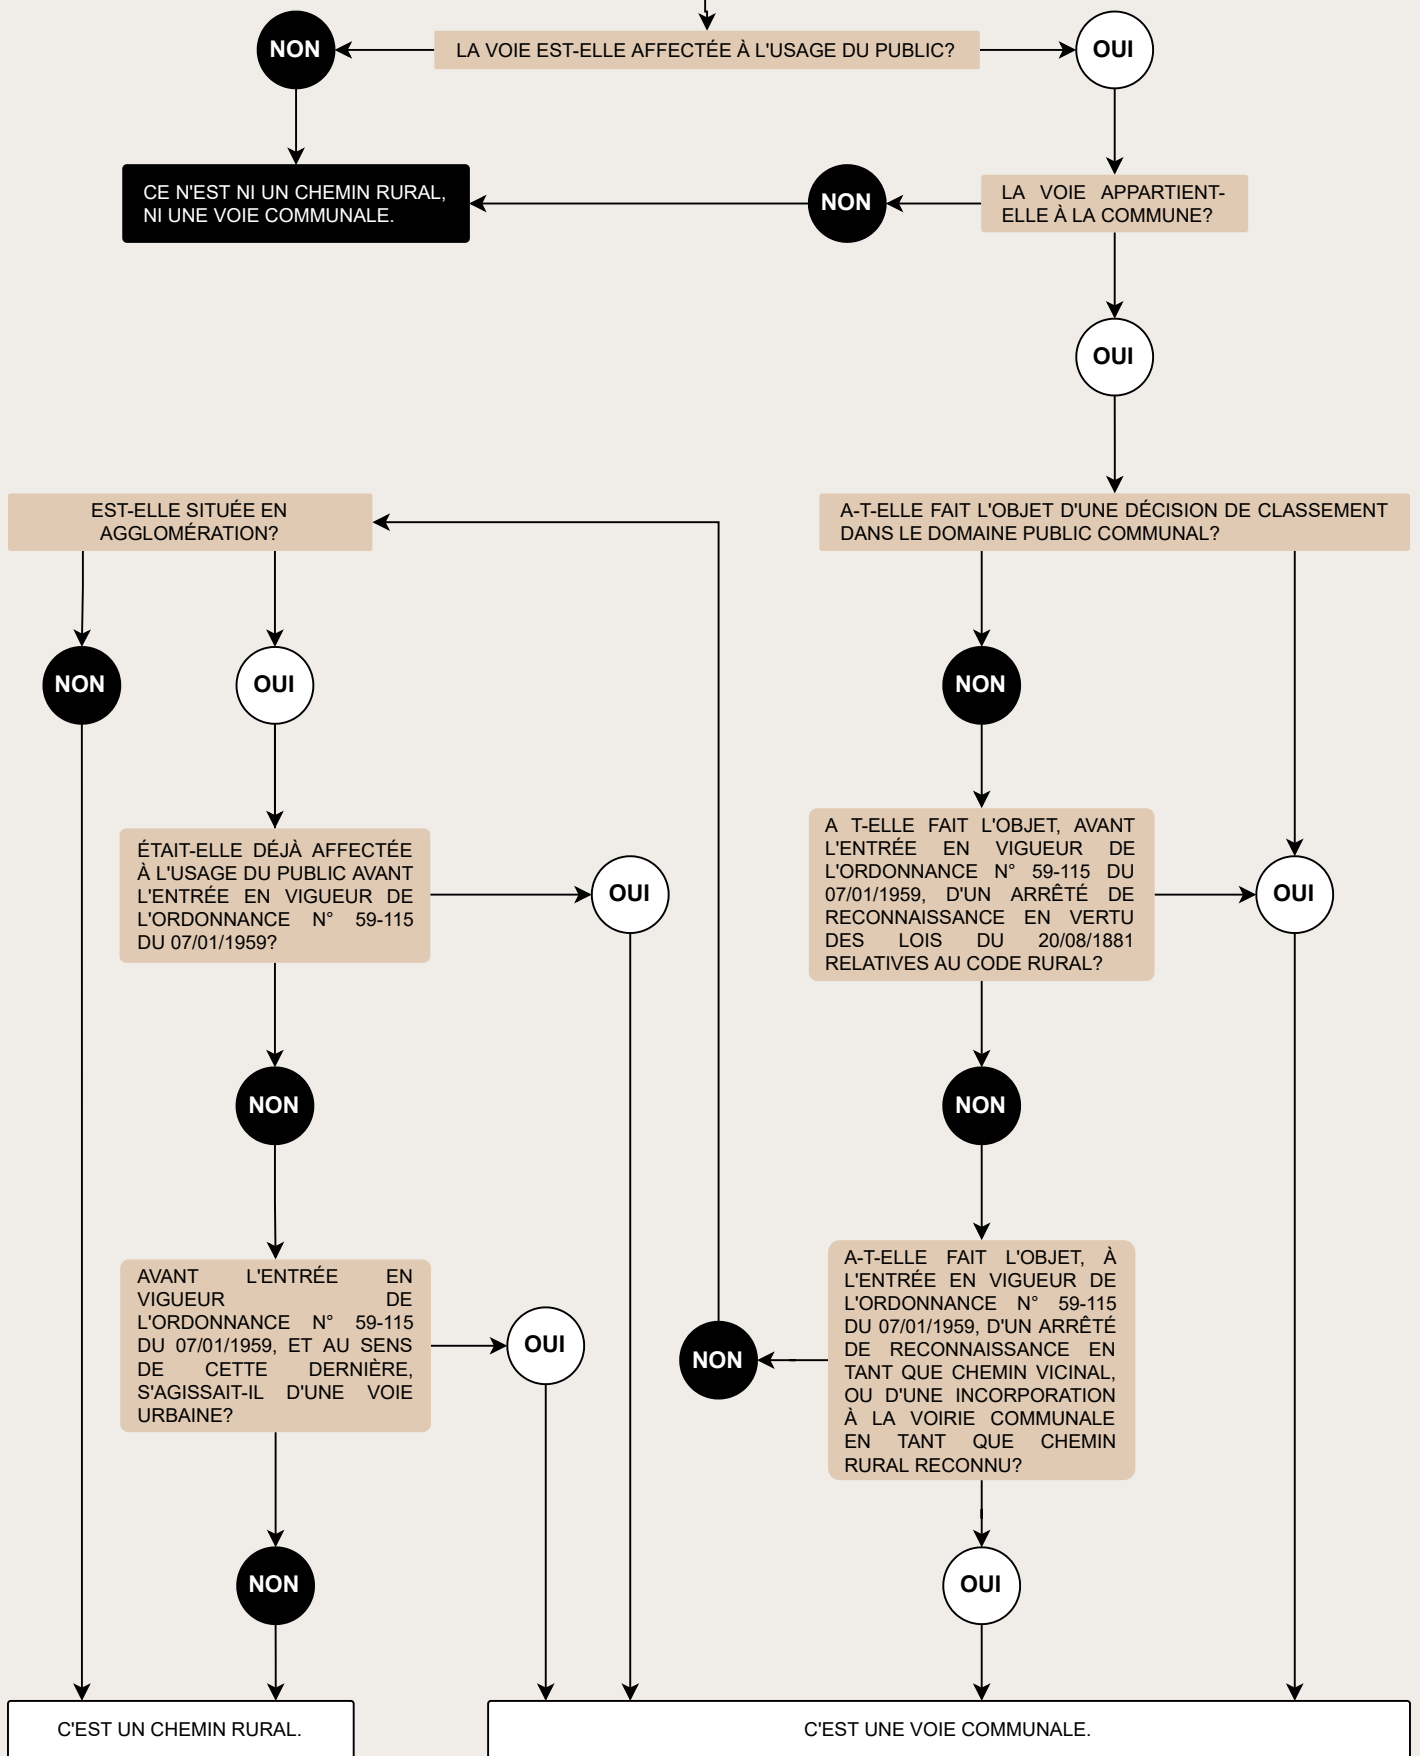 NON
LA VOIE EST-ELLE AFFECTÉE À L'USAGE DU PUBLIC?
OUI
CE N'EST NI UN CHEMIN RURAL,
NI UNE VOIE COMMUNALE.
NON
LA VOIE APPARTIENT-
ELLE À LA COMMUNE?
OUI
EST-ELLE SITUÉE EN
AGGLOMÉRATION?
A-T-ELLE FAIT L'OBJET D'UNE DÉCISION DE CLASSEMENT
DANS LE DOMAINE PUBLIC COMMUNAL?
NON
OUI
NON
ÉTAIT-ELLE DÉJÀ AFFECTÉE
À L'USAGE DU PUBLIC AVANT
L'ENTRÉE EN VIGUEUR DE
L'ORDONNANCE N° 59-115
DU 07/01/1959?
OUI
A T-ELLE FAIT L'OBJET, AVANT
L'ENTRÉE EN VIGUEUR DE
L'ORDONNANCE N° 59-115 DU
07/01/1959, D'UN ARRÊTÉ DE
RECONNAISSANCE EN VERTU
DES LOIS DU 20/08/1881
RELATIVES AU CODE RURAL?
OUI
NON
NON
AVANT L'ENTRÉE EN
VIGUEUR DE
L'ORDONNANCE N° 59-115
DU 07/01/1959, ET AU SENS
DE CETTE DERNIÈRE,
S'AGISSAIT-IL D'UNE VOIE
URBAINE?
OUI
NON
A-T-ELLE FAIT L'OBJET, À
L'ENTRÉE EN VIGUEUR DE
L'ORDONNANCE N° 59-115
DU 07/01/1959, D'UN ARRÊTÉ
DE RECONNAISSANCE EN
TANT QUE CHEMIN VICINAL,
OU D'UNE INCORPORATION
À LA VOIRIE COMMUNALE
EN TANT QUE CHEMIN
RURAL RECONNU?
NON
OUI
C'EST UN CHEMIN RURAL.
C'EST UNE VOIE COMMUNALE.